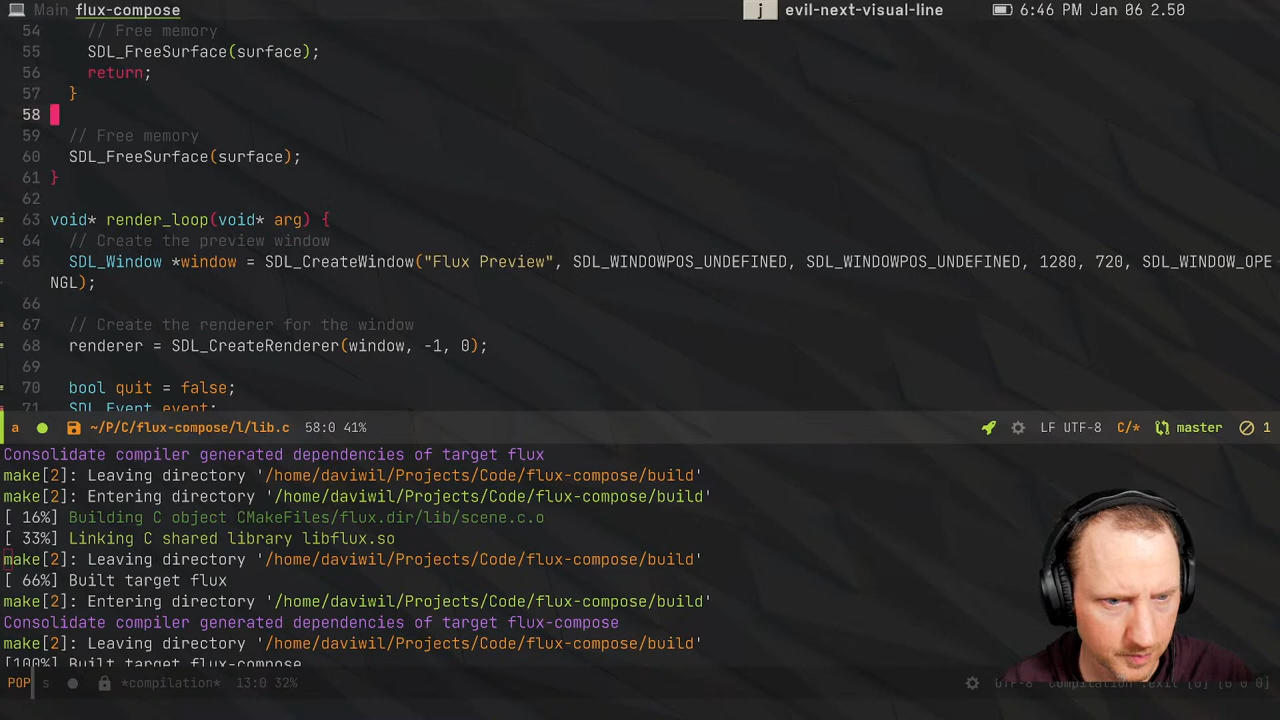 Main flux-compose j evil-next-visual-line 6:46 PM Jan 06 2.50
54 // Free memory
55 SDL_FreeSurface(surface);
56 return;
57 }
58
59 // Free memory
60 SDL_FreeSurface(surface);
61 }
62
63 void* render_loop(void* arg) {
64 // Create the preview window
65 SDL_Window *window = SDL_CreateWindow("Flux Preview", SDL_WINDOWPOS_UNDEFINED, SDL_WINDOWPOS_UNDEFINED, 1280, 720, SDL_WINDOW_OPE
NGL);
66
67 // Create the renderer for the window
68 renderer = SDL_CreateRenderer(window, -1, 0);
69
70 bool quit = false;
71 SDL_Event event;
a ~/P/C/flux-compose/l/lib.c 58:0 41% LF UTF-8 C/* master 1
Consolidate compiler generated dependencies of target flux
make[2]: Leaving directory '/home/daviwil/Projects/Code/flux-compose/build'
make[2]: Entering directory '/home/daviwil/Projects/Code/flux-compose/build'
[ 16%] Building C object CMakeFiles/flux.dir/lib/scene.c.o
[ 33%] Linking C shared library libflux.so
make[2]: Leaving directory '/home/daviwil/Projects/Code/flux-compose/build'
[ 66%] Built target flux
make[2]: Entering directory '/home/daviwil/Projects/Code/flux-compose/build'
Consolidate compiler generated dependencies of target flux-compose
make[2]: Leaving directory '/home/daviwil/Projects/Code/flux-compose/build'
[100%] Built target flux-compose
POP s *compilation* 13:0 32% UTF-8 Compilation :exit [0] [0 0 0]